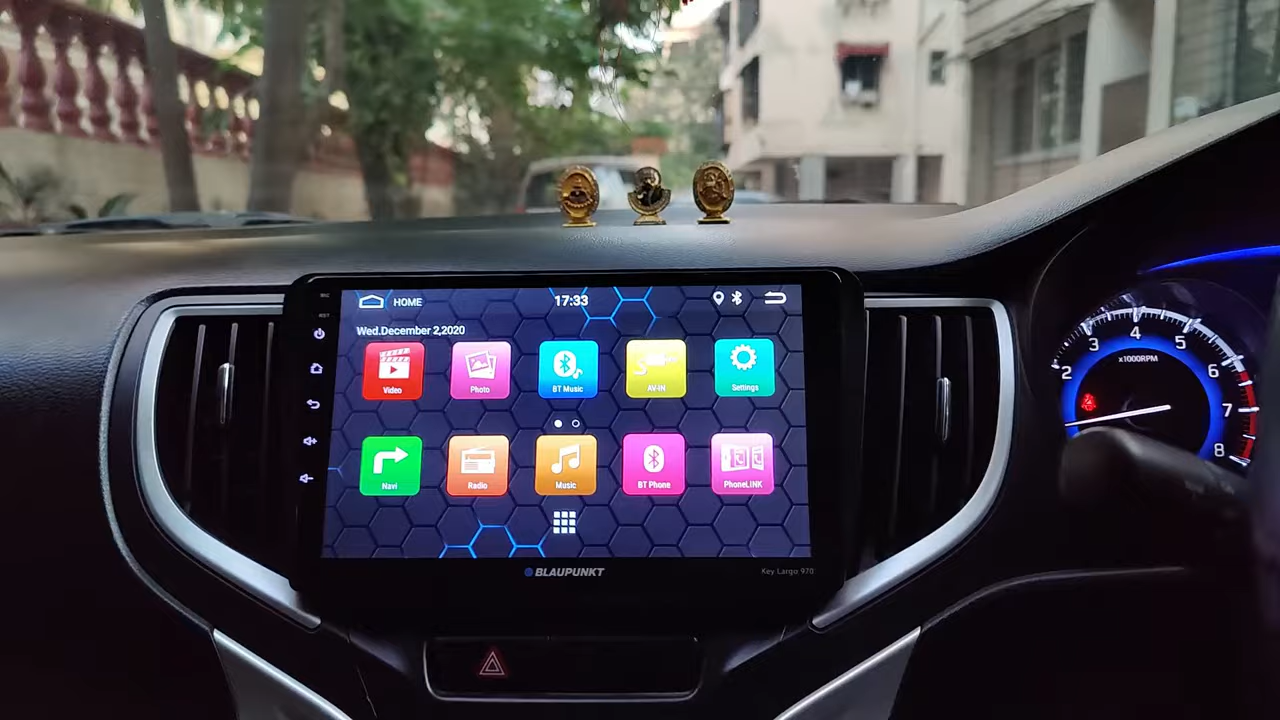 HOME
17:33
Wed.December 2,2020
Video
Photo
BT Music
AV-IN
Settings
Navi
Radio
Music
BT Phone
PhoneLINK
BLAUPUNKT
Key Largo 970
2
3
4
5
6
7
8
x1000RPM